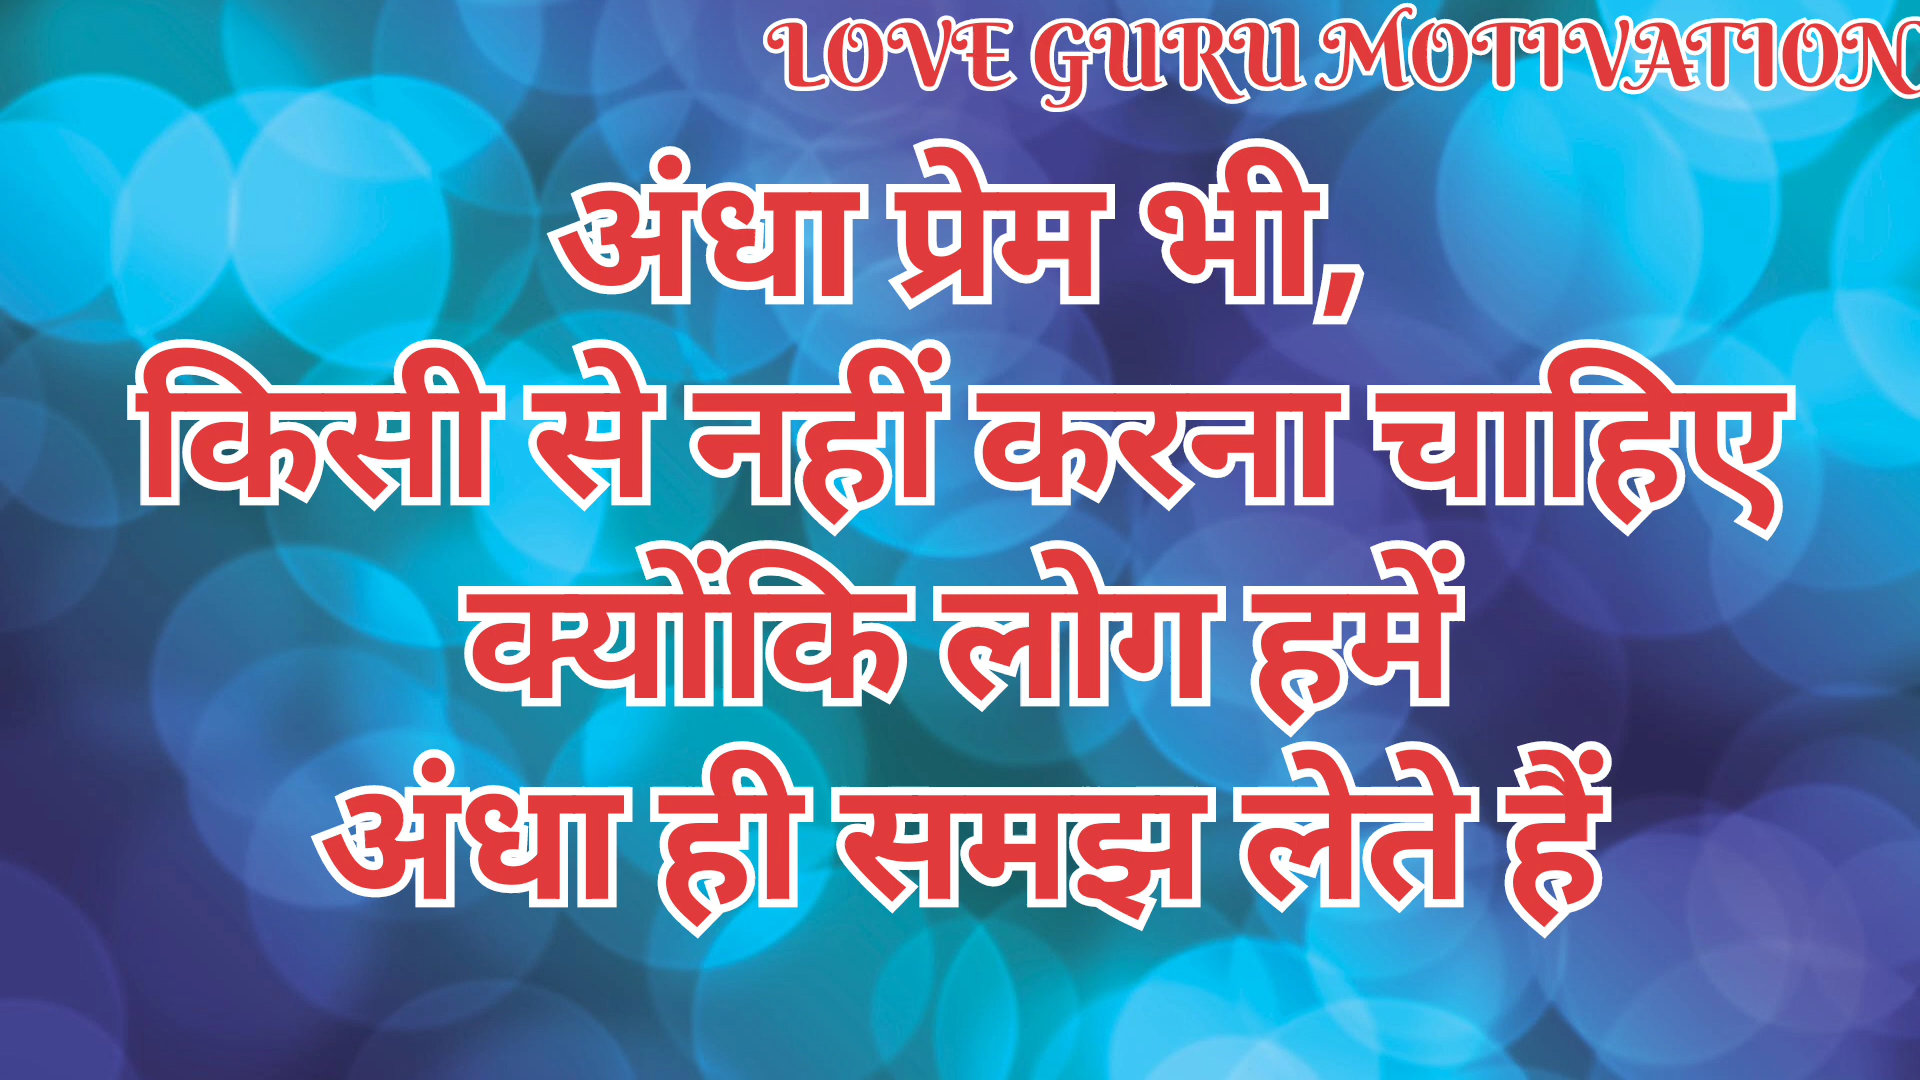 LOVE GURU MOTIVATION
अंधा प्रेम भी,
किसी से नहीं करना चाहिए
क्योंकि लोग हमें
अंधा ही समझ लेते हैं